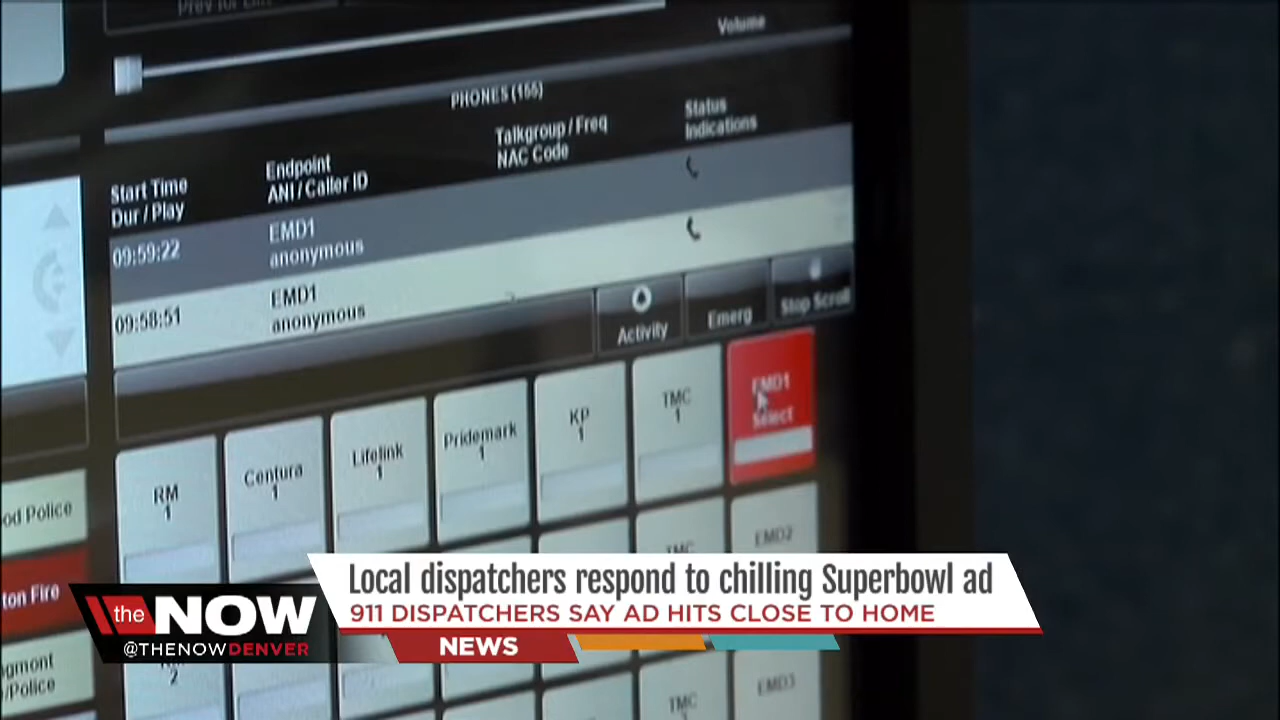 Volume
PHONES (155)
Start Time
Dur / Play
Endpoint
ANI / Caller ID
Talkgroup / Freq
NAC Code
Status
Indications
09:59:22
EMD1
anonymous
09:58:51
EMD1
anonymous
Activity
Emerg
Stop Scroll
RM
1
Centura
1
Lifelink
1
Pridemark
1
KP
1
TMC
1
EMD1
Select
od Police
ton Fire
gmont
/Police
2
TMC
EMD2
TMC
EMD3
Local dispatchers respond to chilling Superbowl ad
911 DISPATCHERS SAY AD HITS CLOSE TO HOME
NEWS
the NOW
@THENOWDENVER